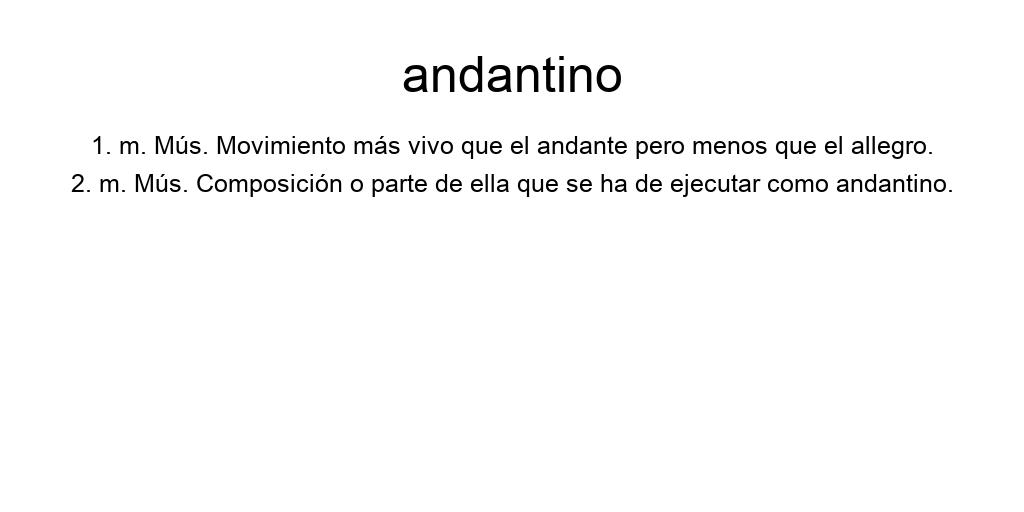 andantino
1. m. Mús. Movimiento más vivo que el andante pero menos que el allegro.
2. m. Mús. Composición o parte de ella que se ha de ejecutar como andantino.